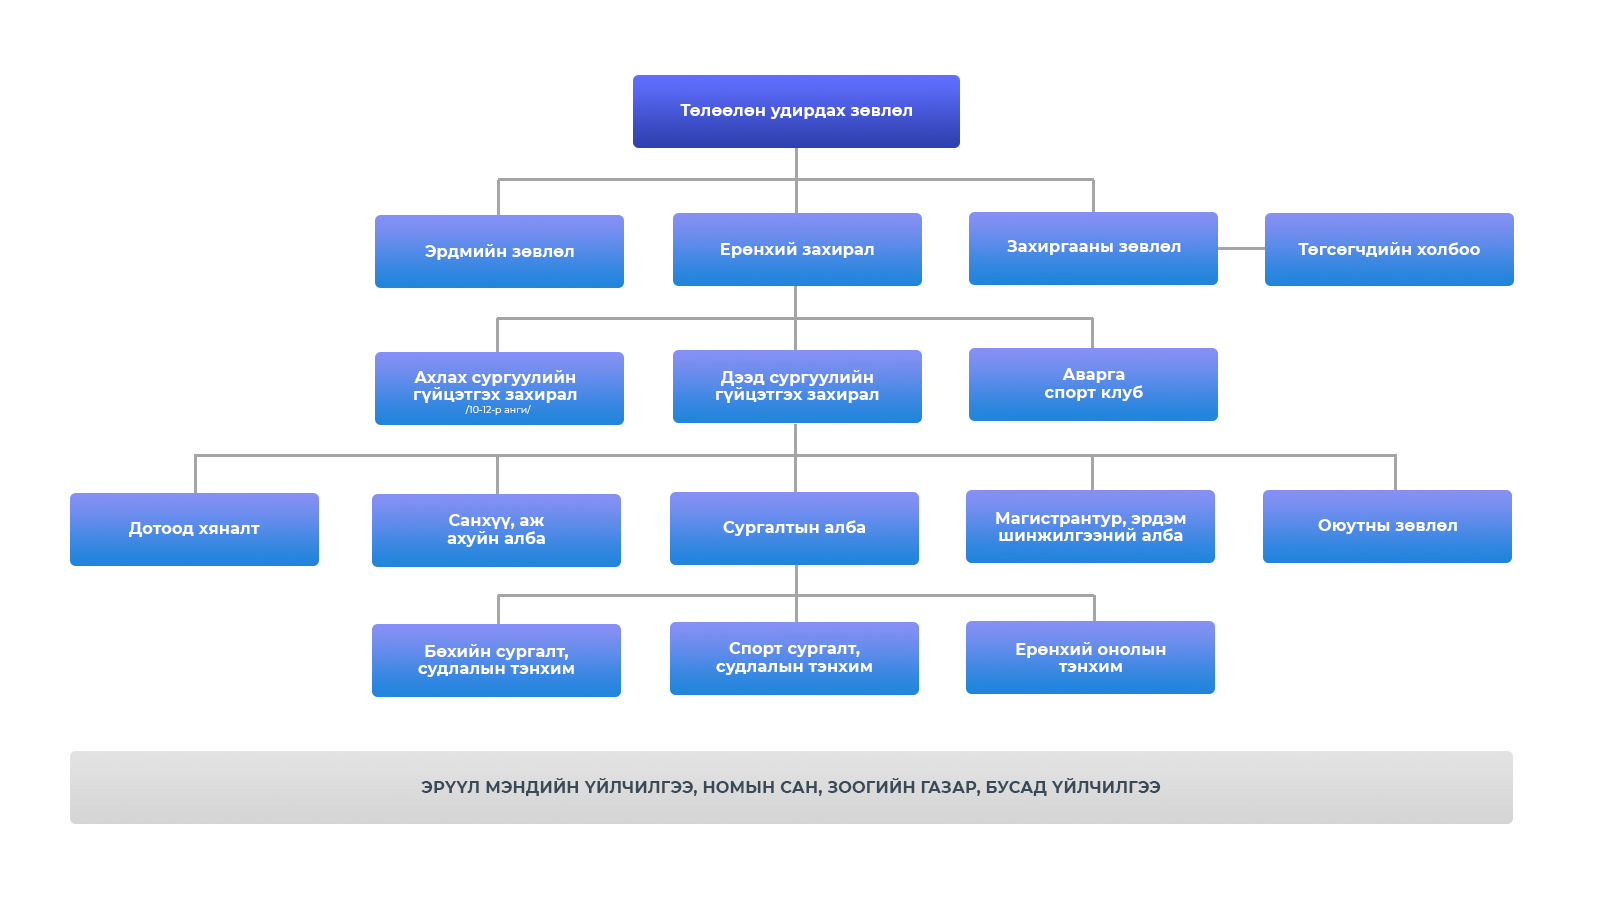 Төлөөлөн удирдах зөвлөл
Эрдмийн зөвлөл
Ерөнхий захирал
Захиргааны зөвлөл
Төгсөгчдийн холбоо
Ахлах сургуулийн
гүйцэтгэх захирал
/10-12-р анги/
Дээд сургуулийн
гүйцэтгэх захирал
Аварга
спорт клуб
Дотоод хяналт
Санхүү, аж
ахуйн алба
Сургалтын алба
Магистрантур, эрдэм
шинжилгээний алба
Оюутны зөвлөл
Бөхийн сургалт,
судлалын тэнхим
Спорт сургалт,
судлалын тэнхим
Ерөнхий онолын
тэнхим
ЭРҮҮЛ МЭНДИЙН ҮЙЛЧИЛГЭЭ, НОМЫН САН, ЗООГИЙН ГАЗАР, БУСАД ҮЙЛЧИЛГЭЭ